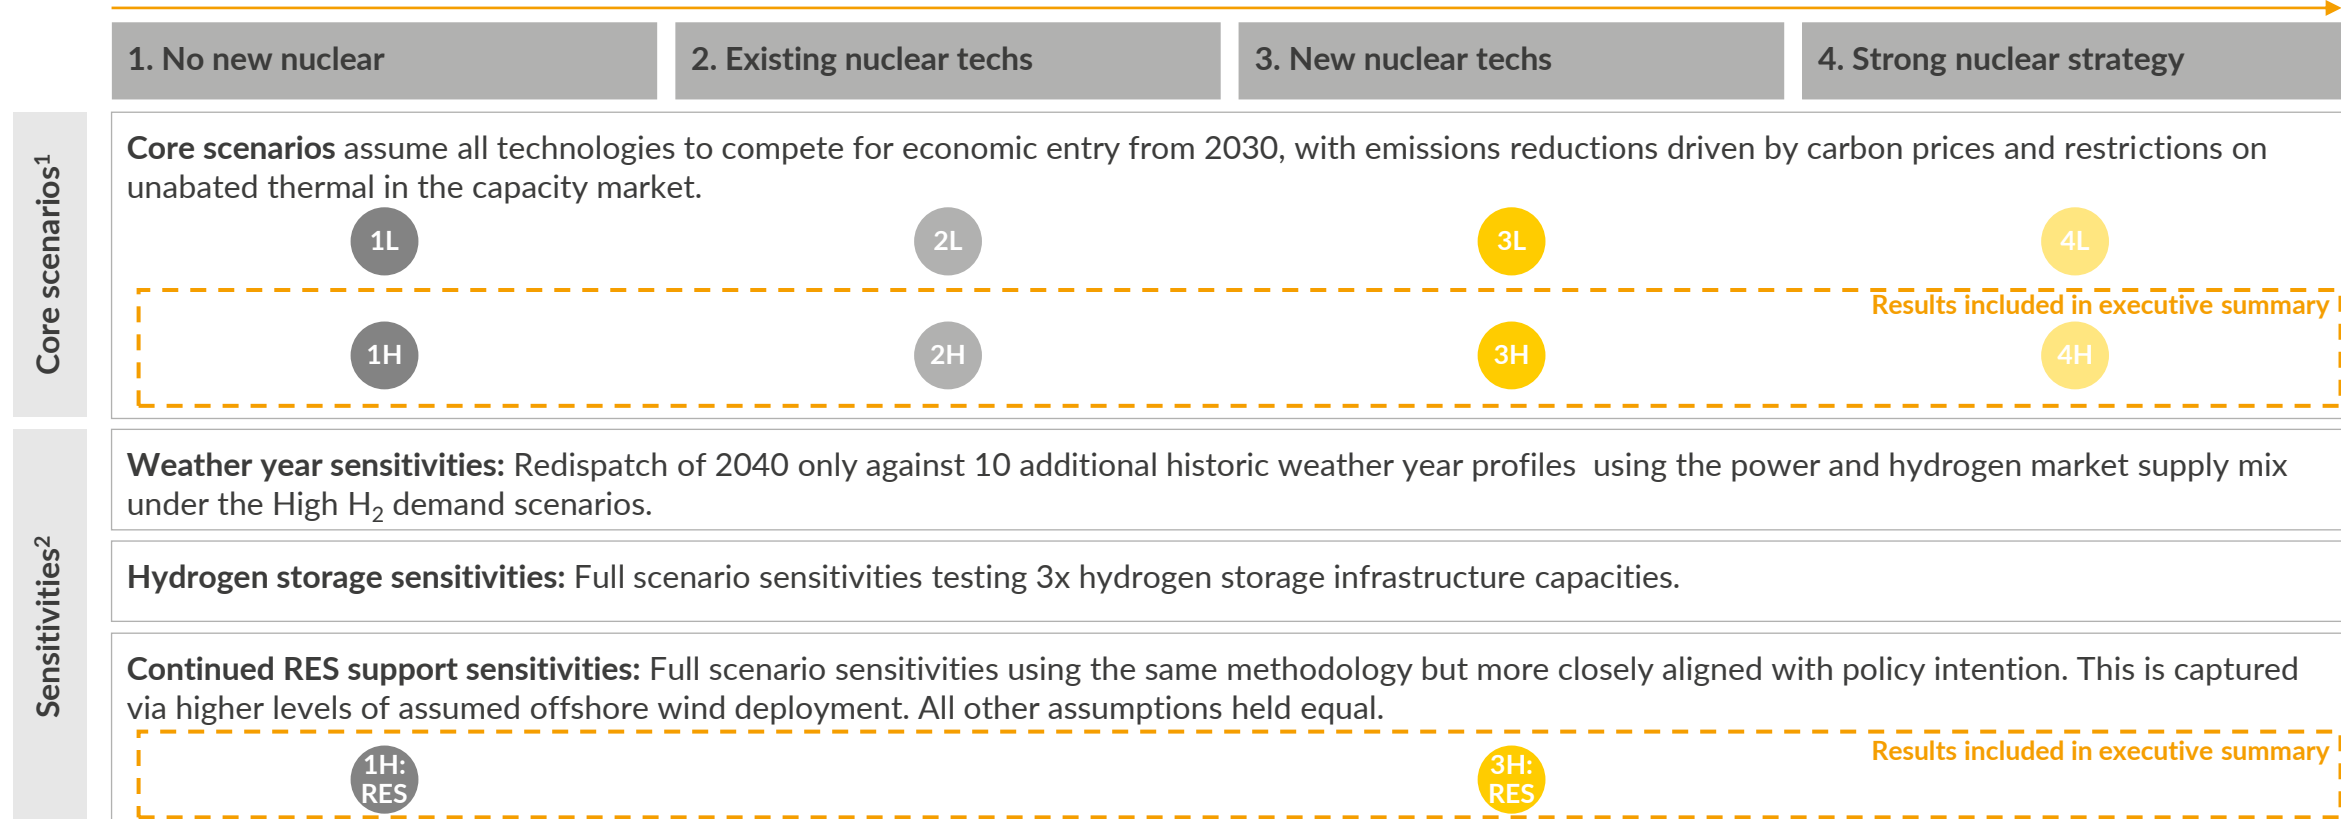 1. No new nuclear
2. Existing nuclear techs
3. New nuclear techs
4. Strong nuclear strategy
Core scenarios¹
Core scenarios assume all technologies to compete for economic entry from 2030, with emissions reductions driven by carbon prices and restrictions on
unabated thermal in the capacity market.
1L
2L
3L
4L
Results included in executive summary
1H
2H
3H
4H
Sensitivities²
Weather year sensitivities: Redispatch of 2040 only against 10 additional historic weather year profiles  using the power and hydrogen market supply mix
under the High H₂ demand scenarios.
Hydrogen storage sensitivities: Full scenario sensitivities testing 3x hydrogen storage infrastructure capacities.
Continued RES support sensitivities: Full scenario sensitivities using the same methodology but more closely aligned with policy intention. This is captured
via higher levels of assumed offshore wind deployment. All other assumptions held equal.
Results included in executive summary
1H:
RES
3H:
RES